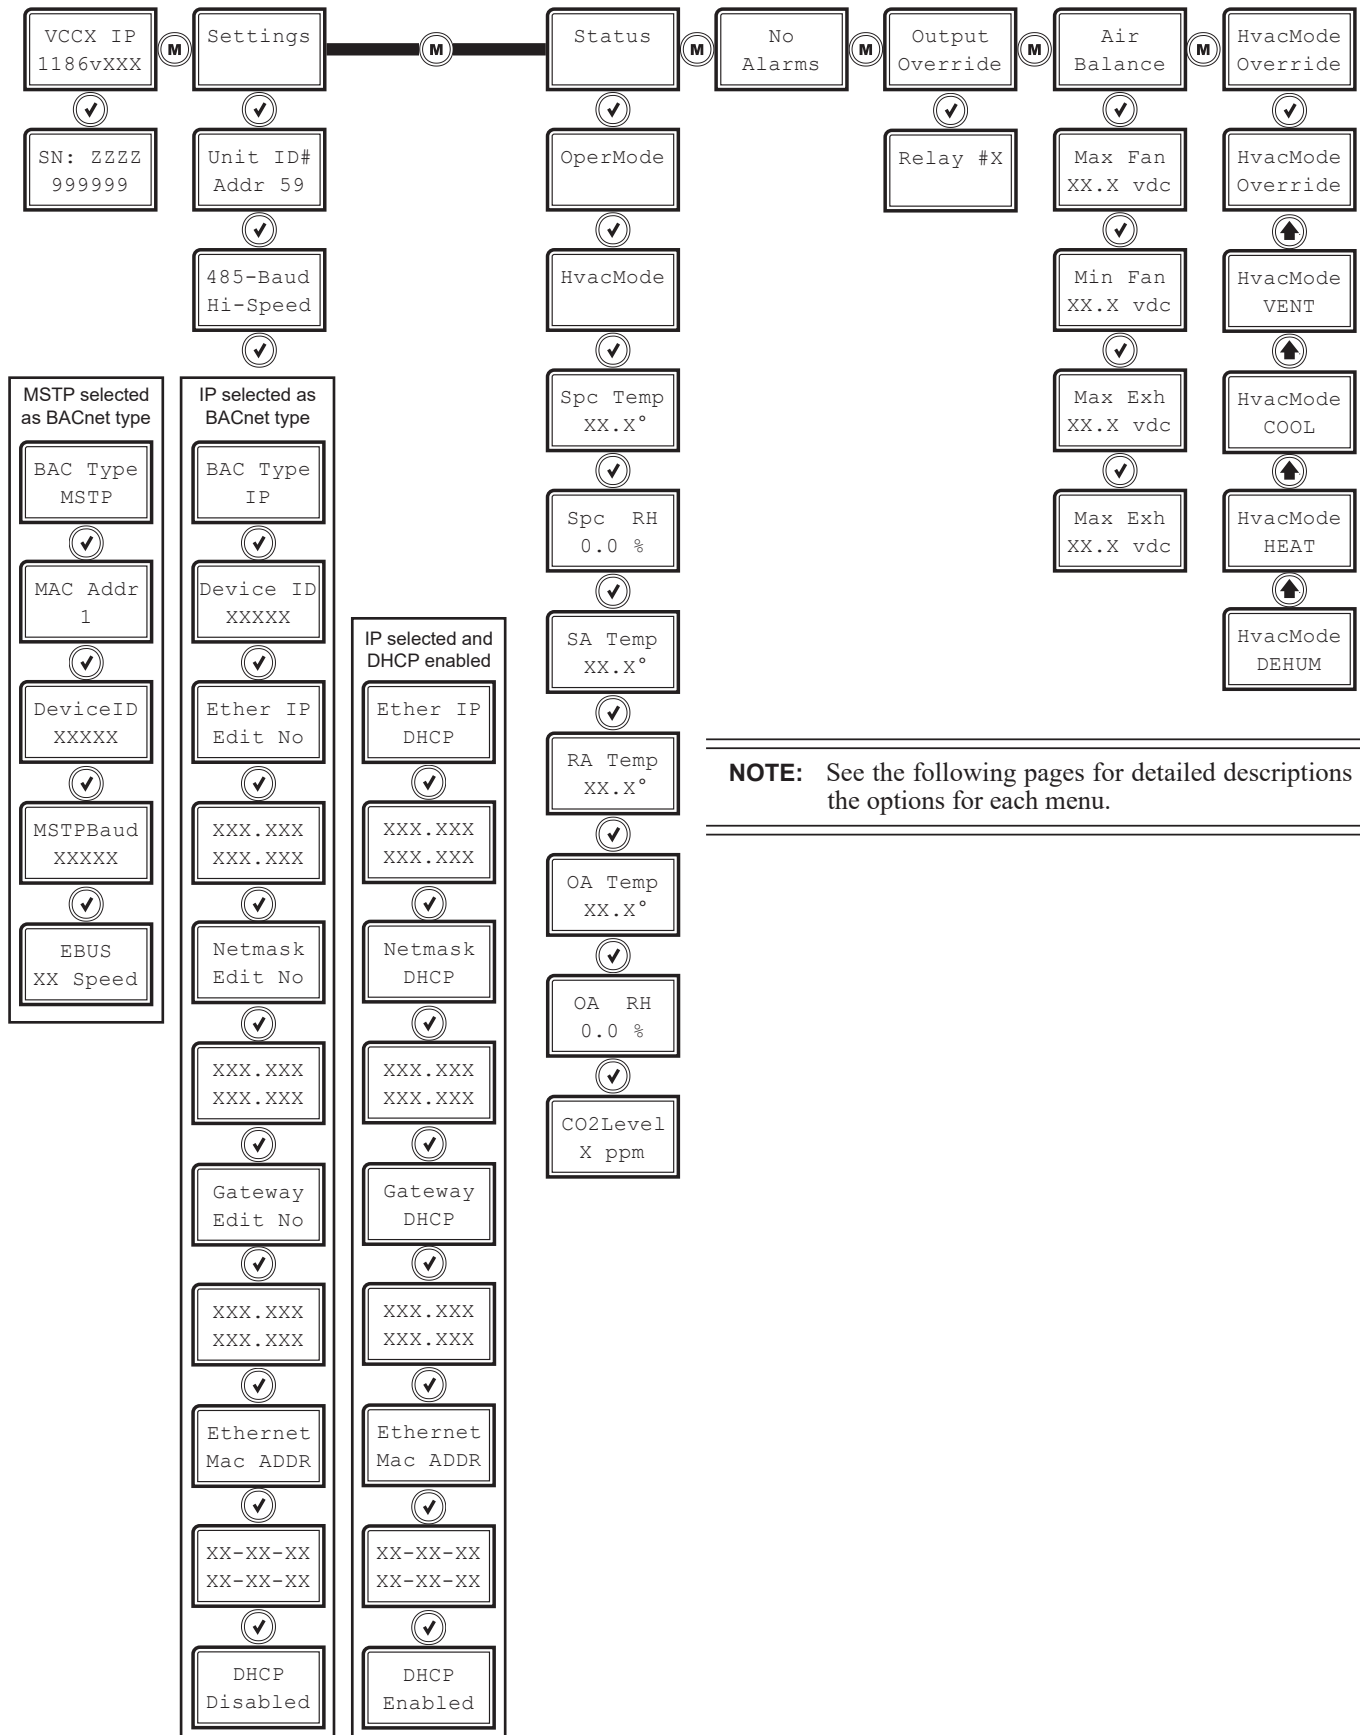 VCCX IP
1186vXXX
M
Settings
M
Status
M
No
Alarms
M
Output
Override
M
Air
Balance
M
HvacMode
Override
SN: ZZZZ
999999
Unit ID#
Addr 59
485-Baud
Hi-Speed
MSTP selected
as BACnet type
BAC Type
MSTP
MAC Addr
1
DeviceID
XXXXX
MSTPBaud
XXXXX
EBUS
XX Speed
IP selected as
BACnet type
BAC Type
IP
Device ID
XXXXX
Ether IP
Edit No
XXX.XXX
XXX.XXX
Netmask
Edit No
XXX.XXX
XXX.XXX
Gateway
Edit No
XXX.XXX
XXX.XXX
Ethernet
Mac ADDR
XX-XX-XX
XX-XX-XX
DHCP
Disabled
IP selected and
DHCP enabled
Ether IP
DHCP
XXX.XXX
XXX.XXX
Netmask
DHCP
XXX.XXX
XXX.XXX
Gateway
DHCP
XXX.XXX
XXX.XXX
Ethernet
Mac ADDR
XX-XX-XX
XX-XX-XX
DHCP
Enabled
OperMode
HvacMode
Spc Temp
XX.X°
Spc RH
0.0 %
SA Temp
XX.X°
RA Temp
XX.X°
OA Temp
XX.X°
OA RH
0.0 %
CO2Level
X ppm
Relay #X
Max Fan
XX.X vdc
Min Fan
XX.X vdc
Max Exh
XX.X vdc
Max Exh
XX.X vdc
HvacMode
Override
HvacMode
VENT
HvacMode
COOL
HvacMode
HEAT
HvacMode
DEHUM
NOTE: See the following pages for detailed descriptions
the options for each menu.